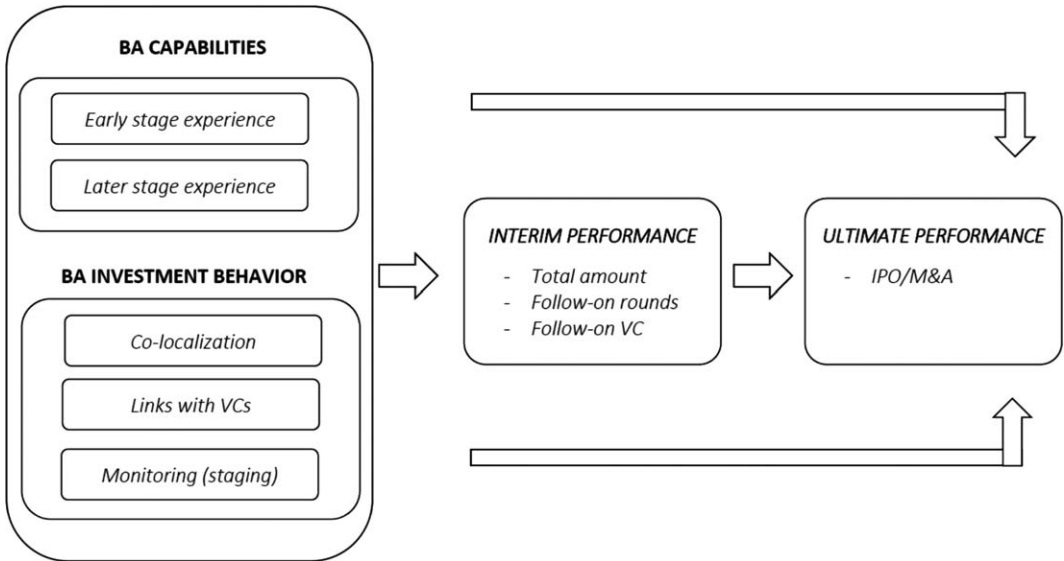 BA CAPABILITIES
Early stage experience
Later stage experience
BA INVESTMENT BEHAVIOR
Co-localization
Links with VCs
Monitoring (staging)
INTERIM PERFORMANCE
- Total amount
- Follow-on rounds
- Follow-on VC
ULTIMATE PERFORMANCE
- IPO/M&A